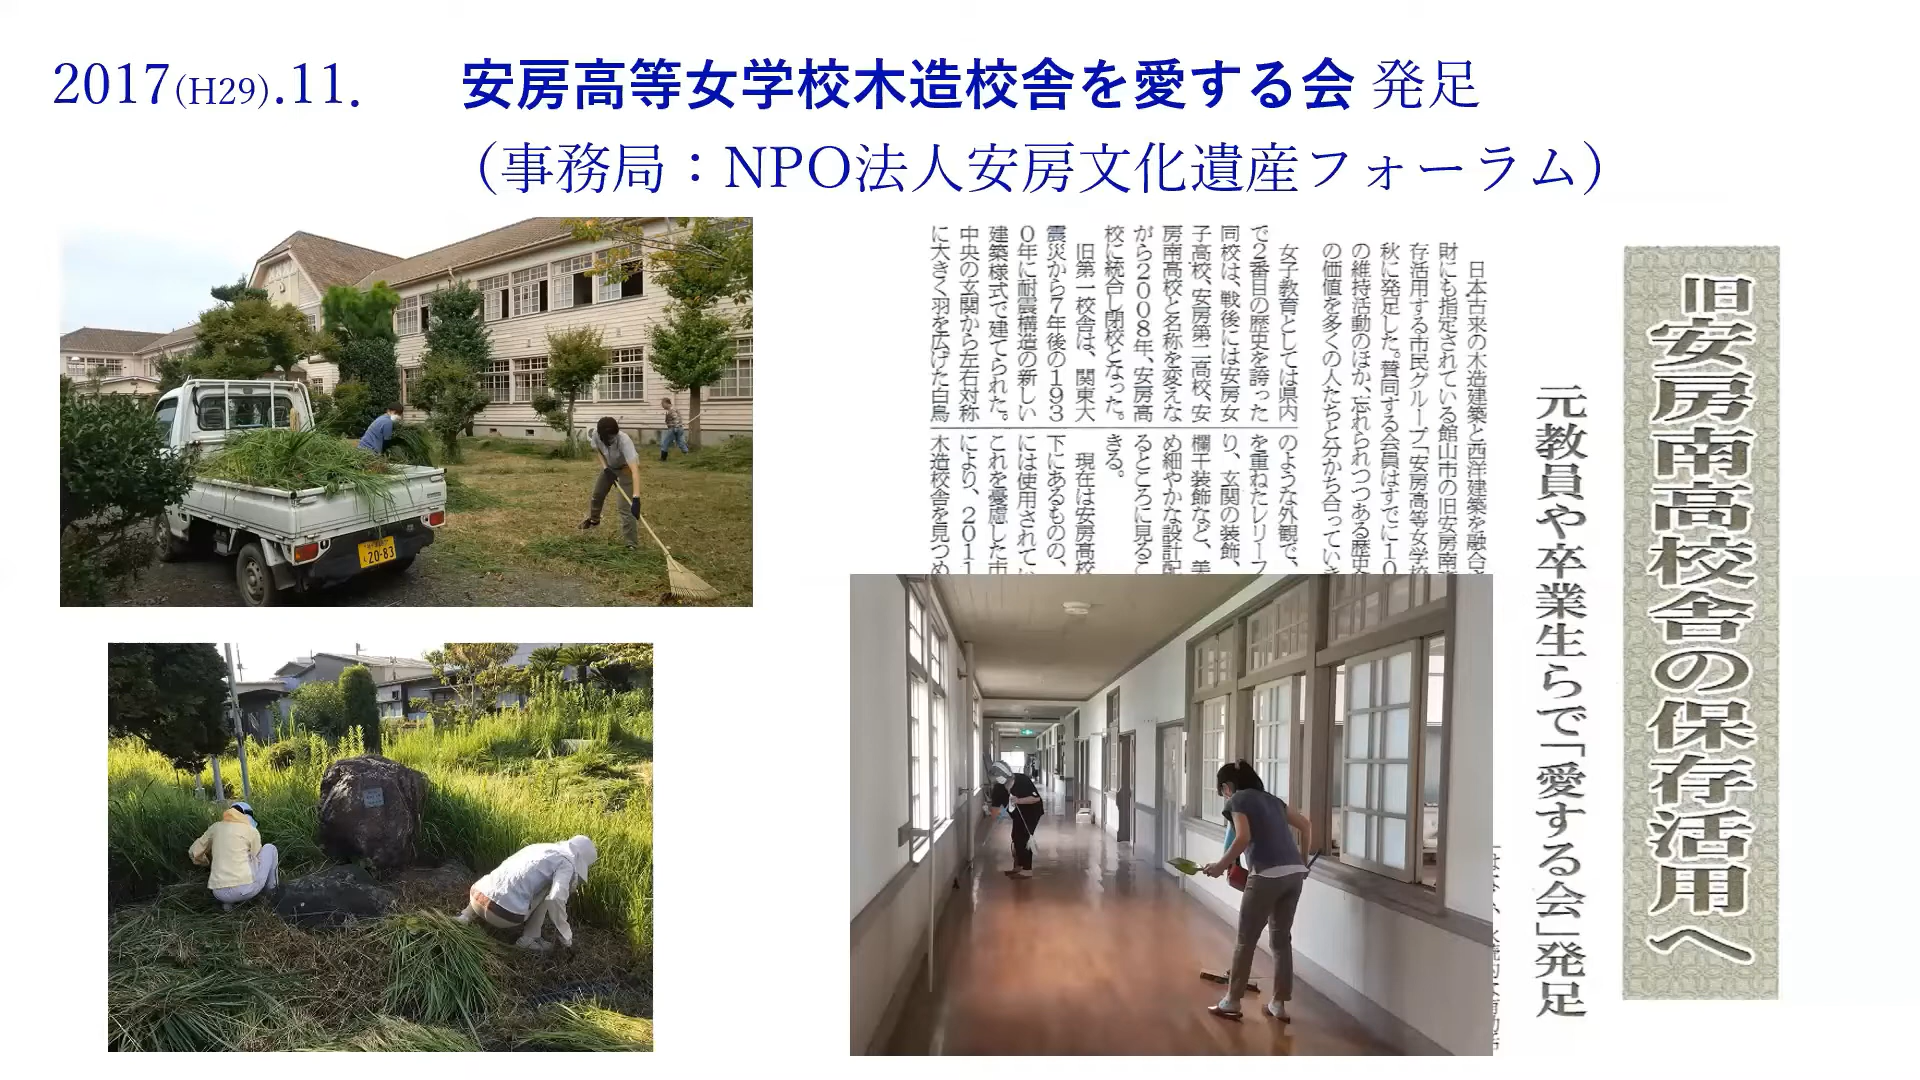 2017(H29).11.　安房高等女学校木造校舎を愛する会 発足
（事務局：NPO法人安房文化遺産フォーラム）
旧安房南高校舎の保存活用へ
元教員や卒業生らで「愛する会」発足
日本古来の木造建築と西洋建築を融合
財にも指定されている館山市の旧安房南
存活用する市民グループ「安房高等女学校
秋に発足した。賛同する会員はすでに10
の維持活動のほか、忘れられつつある歴史
の価値を多くの人たちと分かち合ってい
女子教育としては県内
で2番目の歴史を誇った
同校は、戦後には安房女
子高校、安房第二高校、安
房南高校と名称を変えな
がら2008年、安房高
校に統合し閉校となった。
旧第一校舎は、関東大
震災から7年後の193
0年に耐震構造の新しい
建築様式で建てられた。
中央の玄関から左右対称
に大きく羽を広げた白鳥
のような外観で、
を重ねたレリーフ
り、玄関の装飾、
欄干装飾など、美
め細やかな設計配
るところに見るこ
きる。
現在は安房高校
下にあるものの、
には使用されてい
これを憂慮した市
により、2011
木造校舎を見つめ
20-83